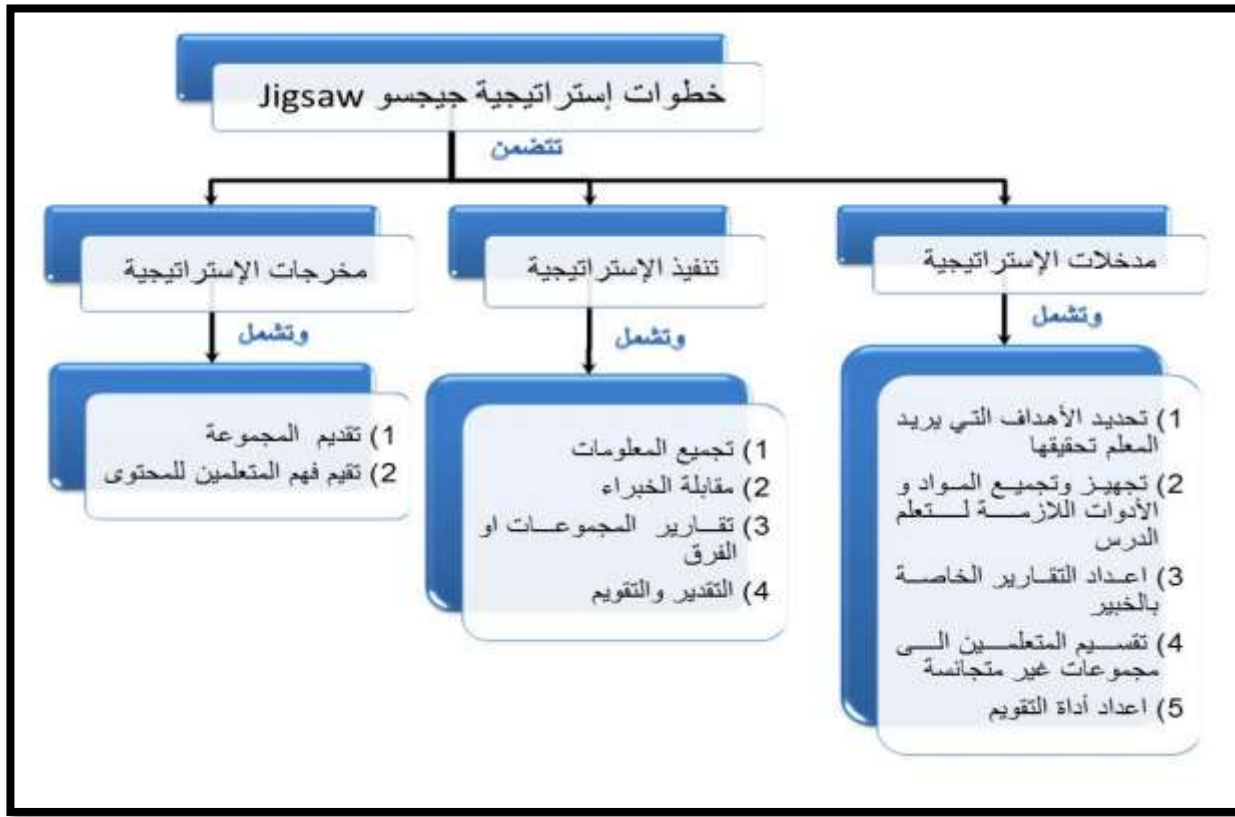 خطوات إستراتيجية جيجسو Jigsaw
تتضمن
مدخلات الإستراتيجية
وتشمل
1) تحديد الأهداف التي يريد
المعلم تحقيقها
2) تجهيز وتجميع المواد و
الأدوات اللازمة لتعلم
الدرس
3) اعداد التقارير الخاصة
بالخبير
4) تقسيم المتعلمين الى
مجموعات غير متجانسة
5) اعداد أداة التقويم
تنفيذ الإستراتيجية
وتشمل
1) تجميع المعلومات
2) مقابلة الخبراء
3) تقارير المجموعات او
الفرق
4) التقدير والتقويم
مخرجات الإستراتيجية
وتشمل
1) تقديم المجموعة
2) تقيم فهم المتعلمين للمحتوى